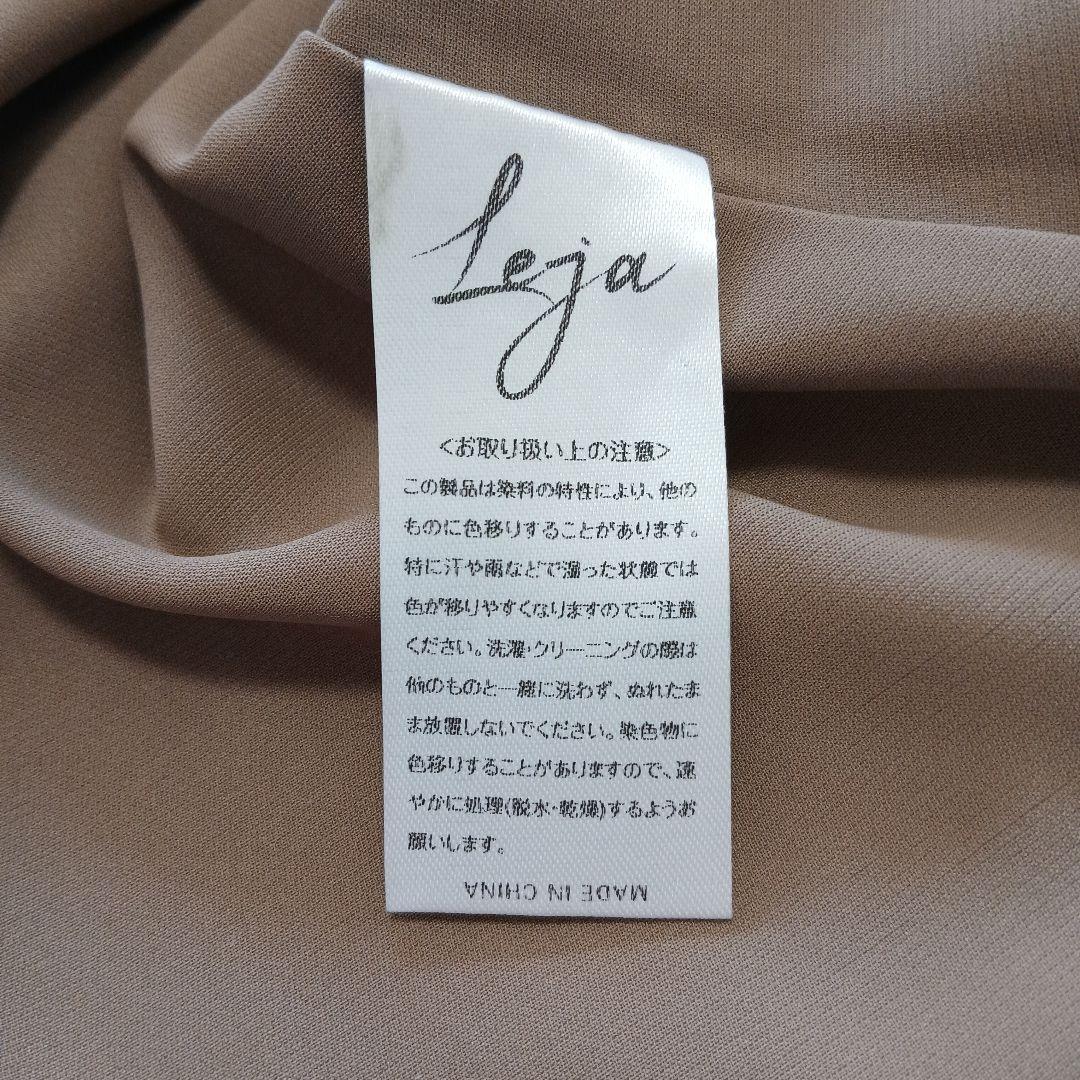 Leja
<お取り扱い上の注意>
この製品は染料の特性により、他の
ものに色移りすることがあります。
特に汗や雨などで湿った状態では
色が移りやすくなりますのでご注意
ください。洗濯・クリーニングの際は
他のものと一緒に洗わず、ぬれたま
ま放置しないでください。染色物に
色移りすることがありますので、速
やかに処理(脱水・乾燥)するようお
願いします。
MADE IN CHINA